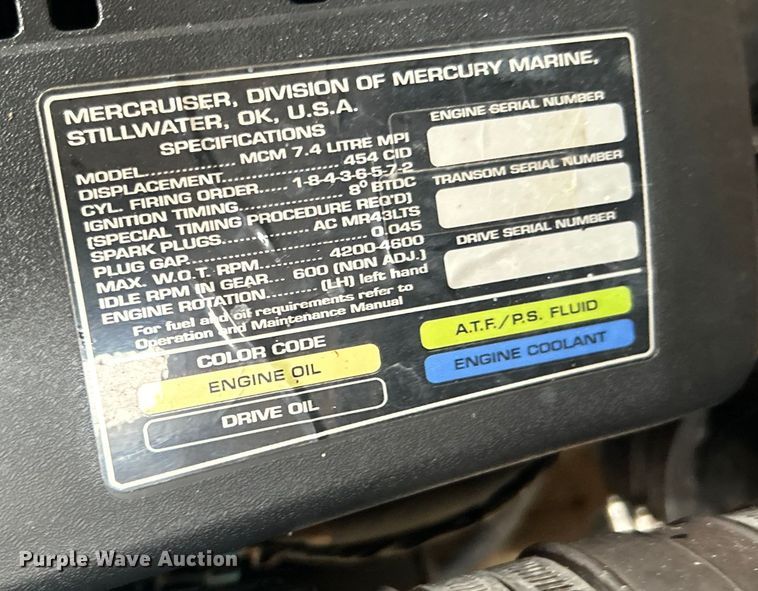 MERCRUISER, DIVISION OF MERCURY MARINE,
STILLWATER, OK, U.S.A.
SPECIFICATIONS
MODEL............... MCM 7.4 LITRE MPI
DISPLACEMENT................ 454 CID
CYL. FIRING ORDER..... 1-8-4-3-6-5-7-2
IGNITION TIMING.............. 8º BTDC
(SPECIAL TIMING PROCEDURE REQ'D)
SPARK PLUGS............. AC MR43LTS
PLUG GAP...................... 0.045
MAX. W.O.T. RPM.......... 4200-4600
IDLE RPM IN GEAR... 600 (NON ADJ.)
ENGINE ROTATION......... (LH) left hand
For fuel and oil requirements refer to
Operation and Maintenance Manual
ENGINE SERIAL NUMBER
TRANSOM SERIAL NUMBER
DRIVE SERIAL NUMBER
COLOR CODE
ENGINE OIL
DRIVE OIL
A.T.F./P.S. FLUID
ENGINE COOLANT
Purple Wave Auction